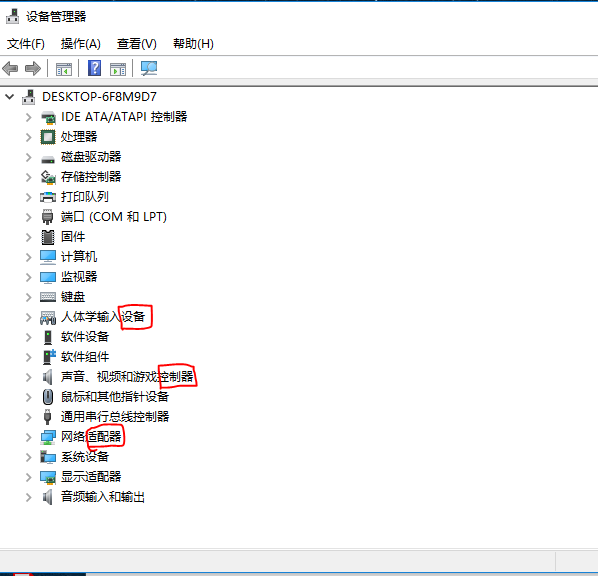 设备管理器
文件(F) 操作(A) 查看(V) 帮助(H)
DESKTOP-6F8M9D7
IDE ATA/ATAPI 控制器
处理器
磁盘驱动器
存储控制器
打印队列
端口 (COM 和 LPT)
固件
计算机
监视器
键盘
人体学输入设备
软件设备
软件组件
声音、视频和游戏控制器
鼠标和其他指针设备
通用串行总线控制器
网络适配器
系统设备
显示适配器
音频输入和输出